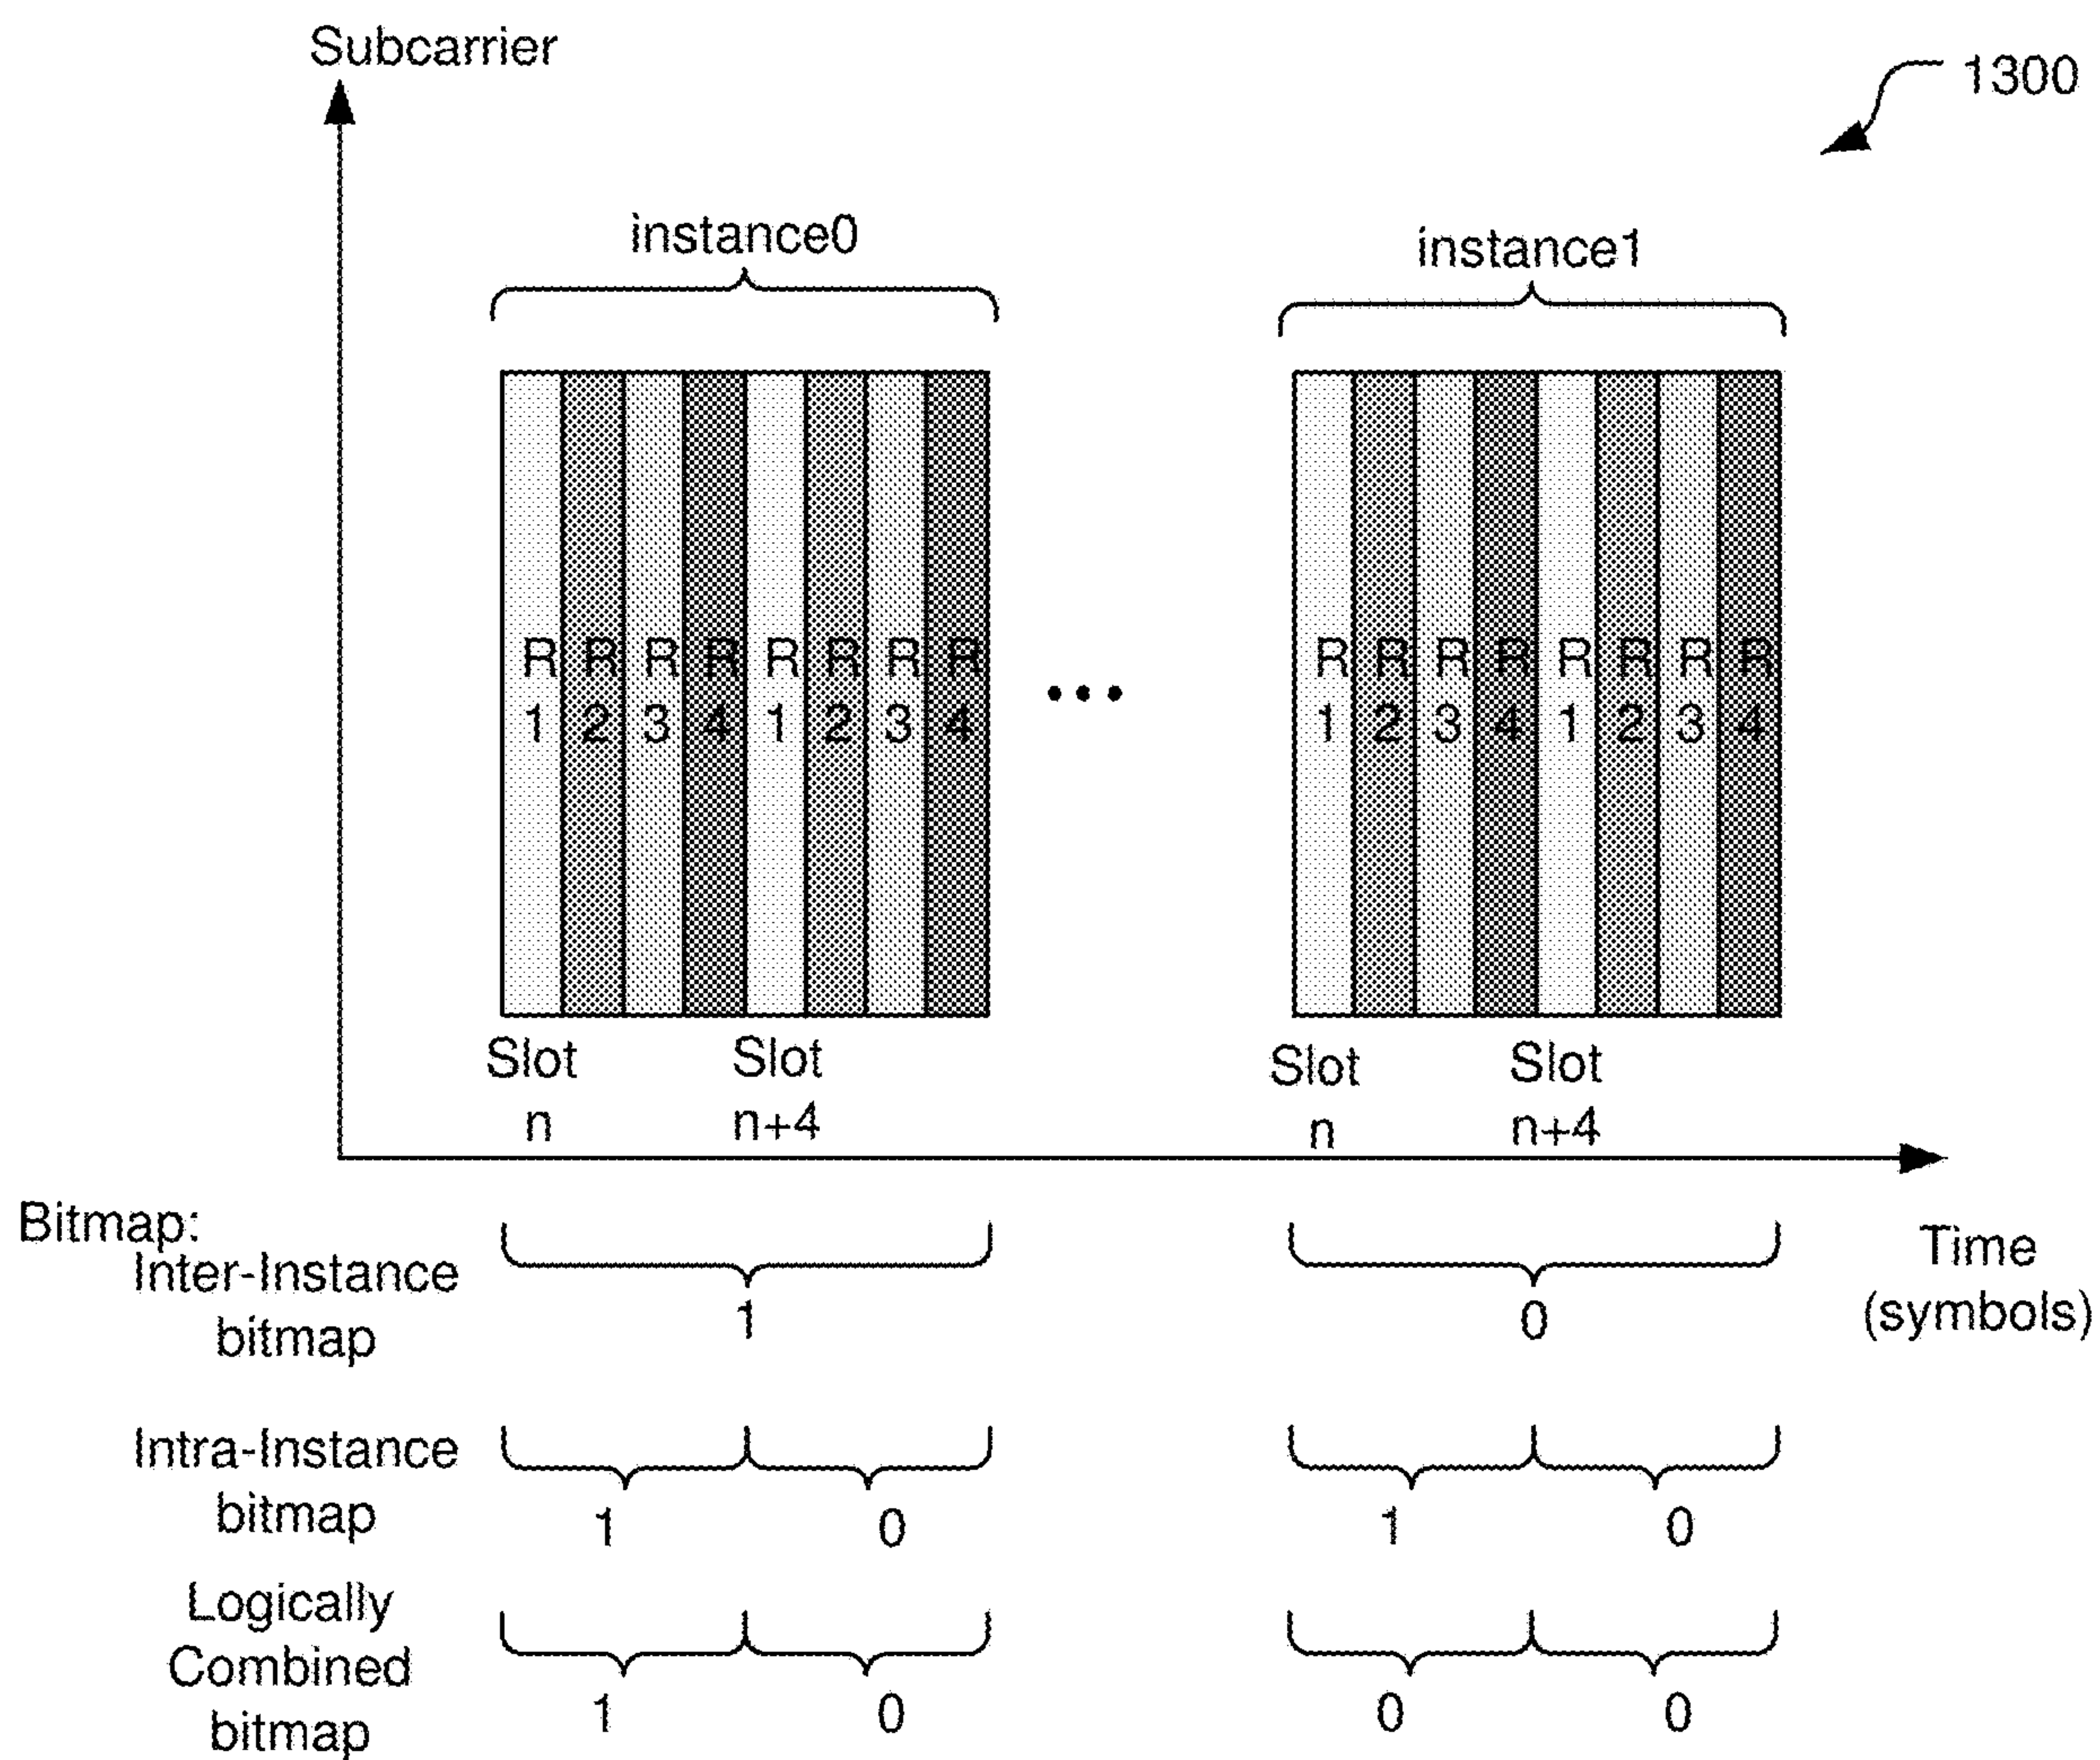 Subcarrier
1300
instance0
instance1
R R R R R R R R
1 2 3 4 1 2 3 4
...
R R R R R R R R
1 2 3 4 1 2 3 4
Slot
n
Slot
n+4
Slot
n
Slot
n+4
Bitmap:
Time
(symbols)
Inter-Instance
bitmap
1
0
Intra-Instance
bitmap
1
0
1
0
Logically
Combined
bitmap
1
0
0
0